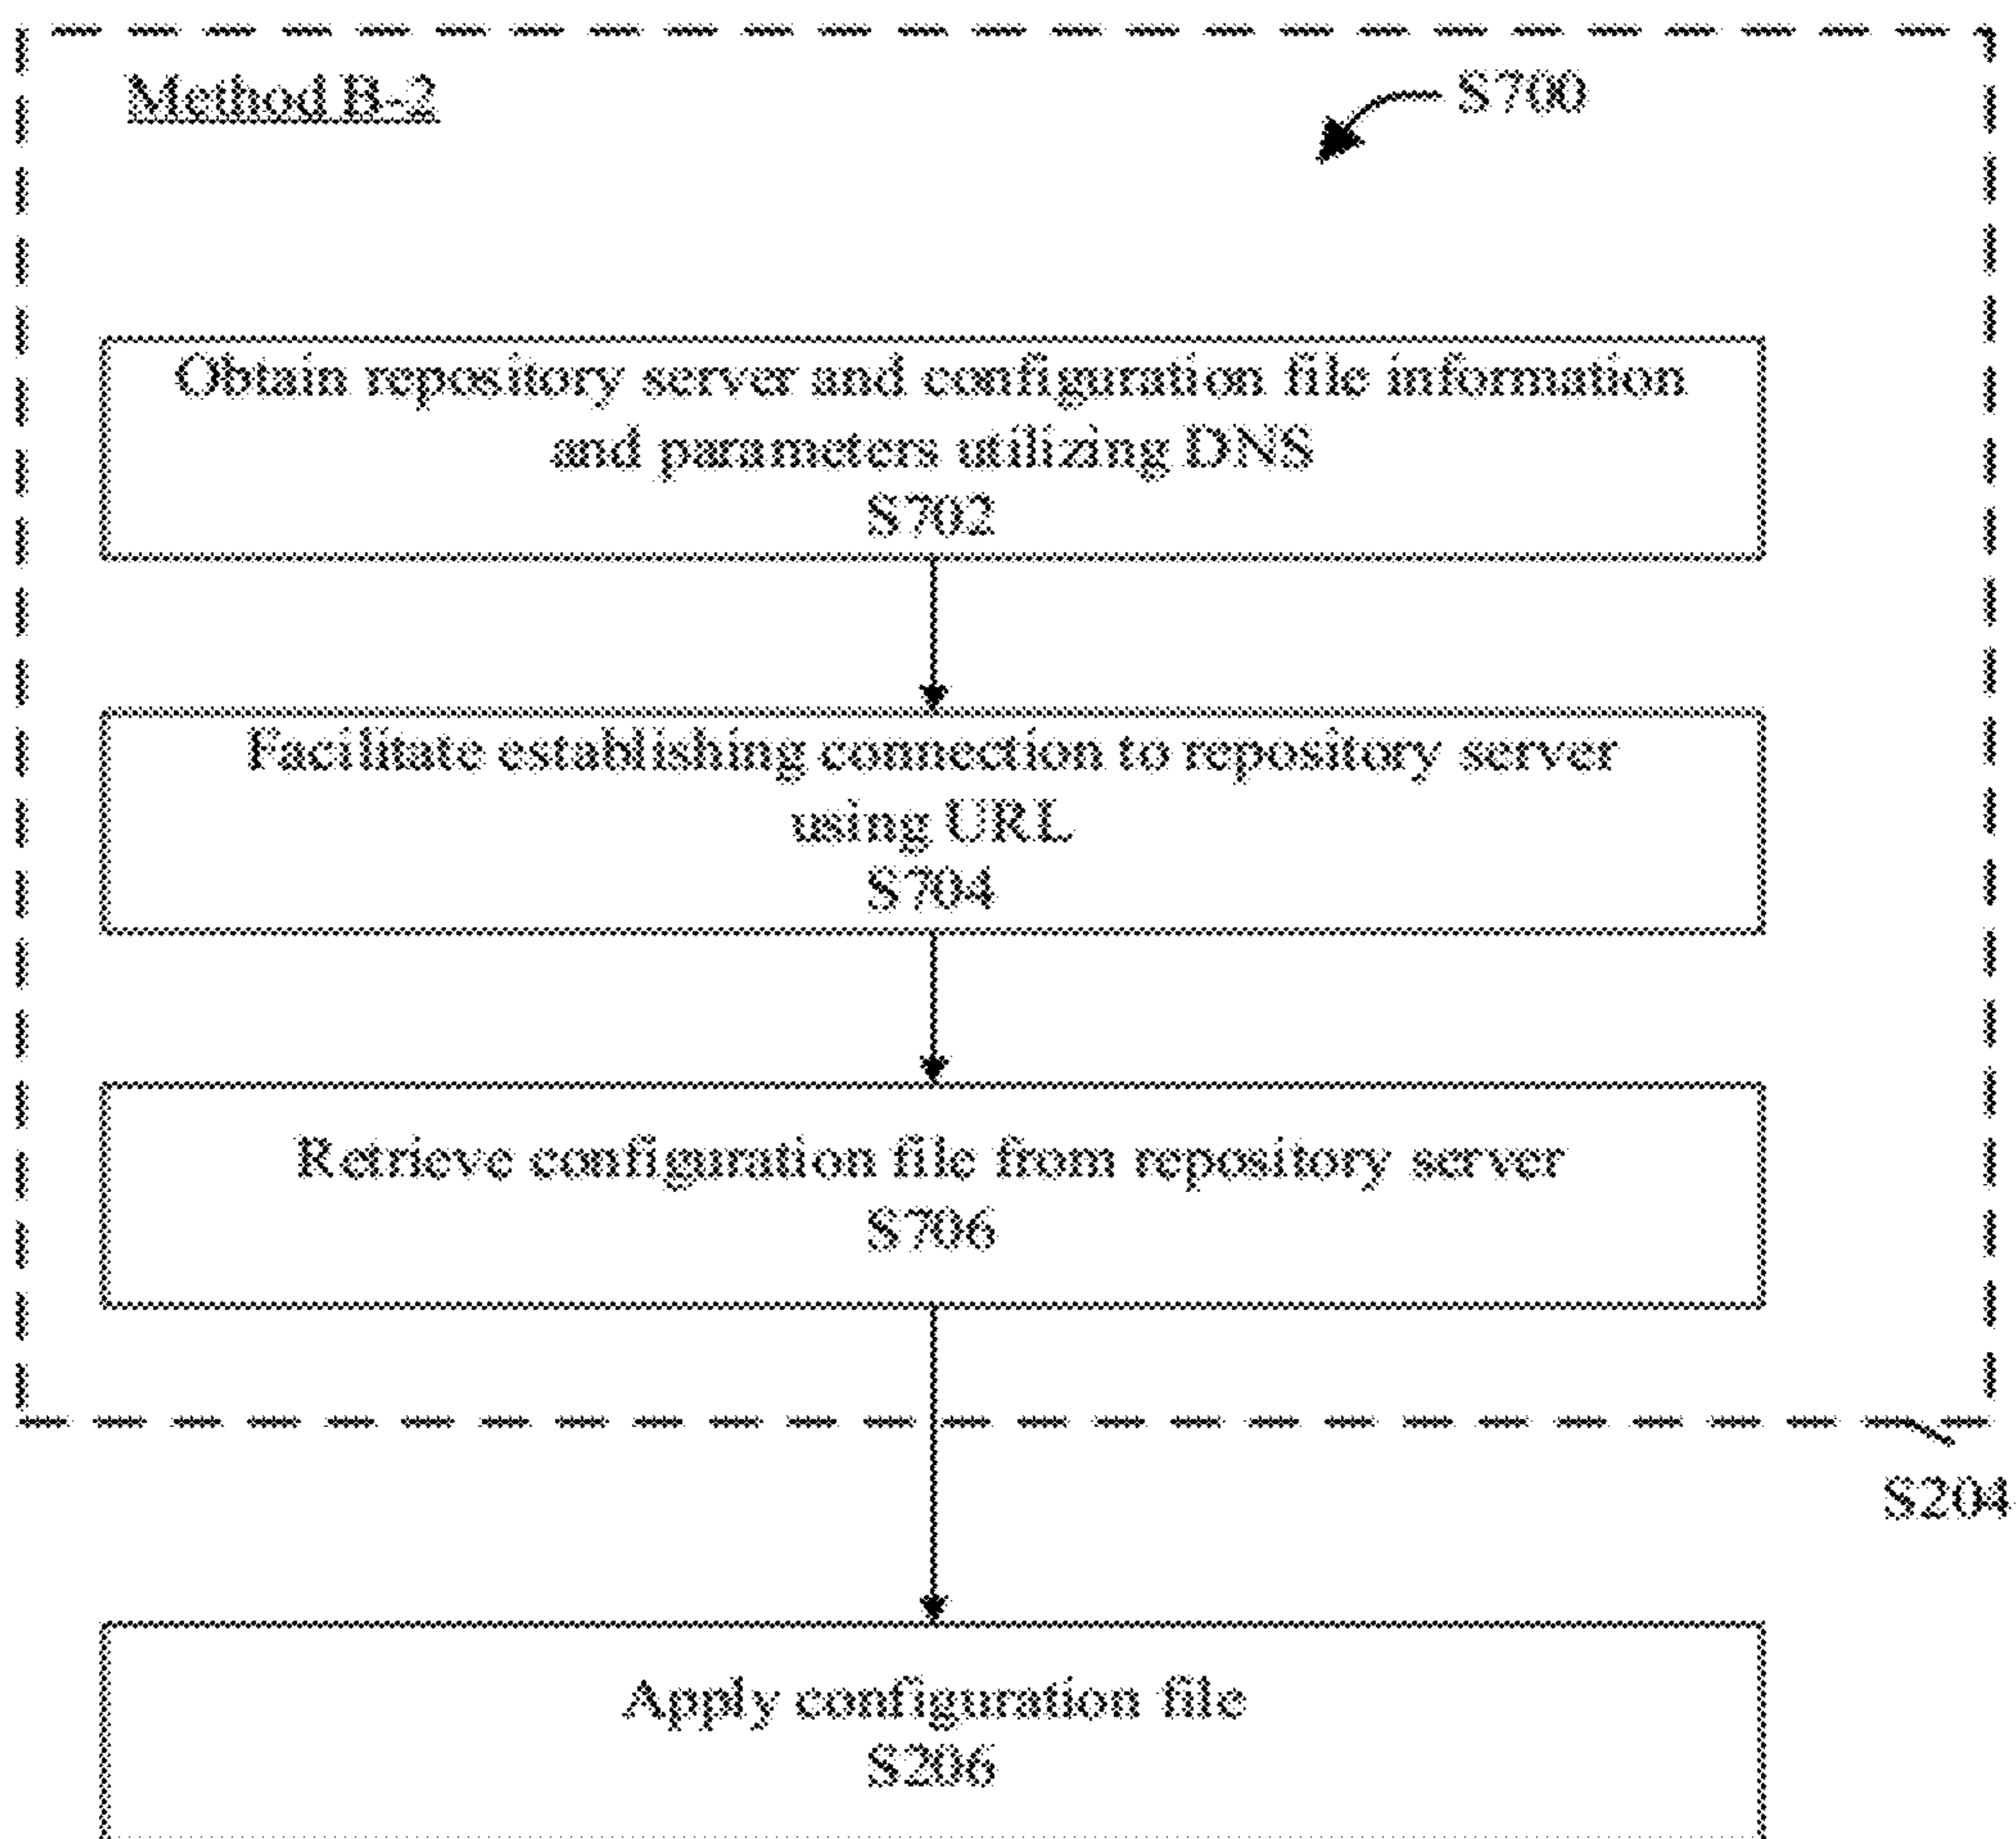 Method B-2
S700
Obtain repository server and configuration file information
and parameters utilizing DNS
S702
Facilitate establishing connection to repository server
using URL
S704
Retrieve configuration file from repository server
S706
S204
Apply configuration file
S206